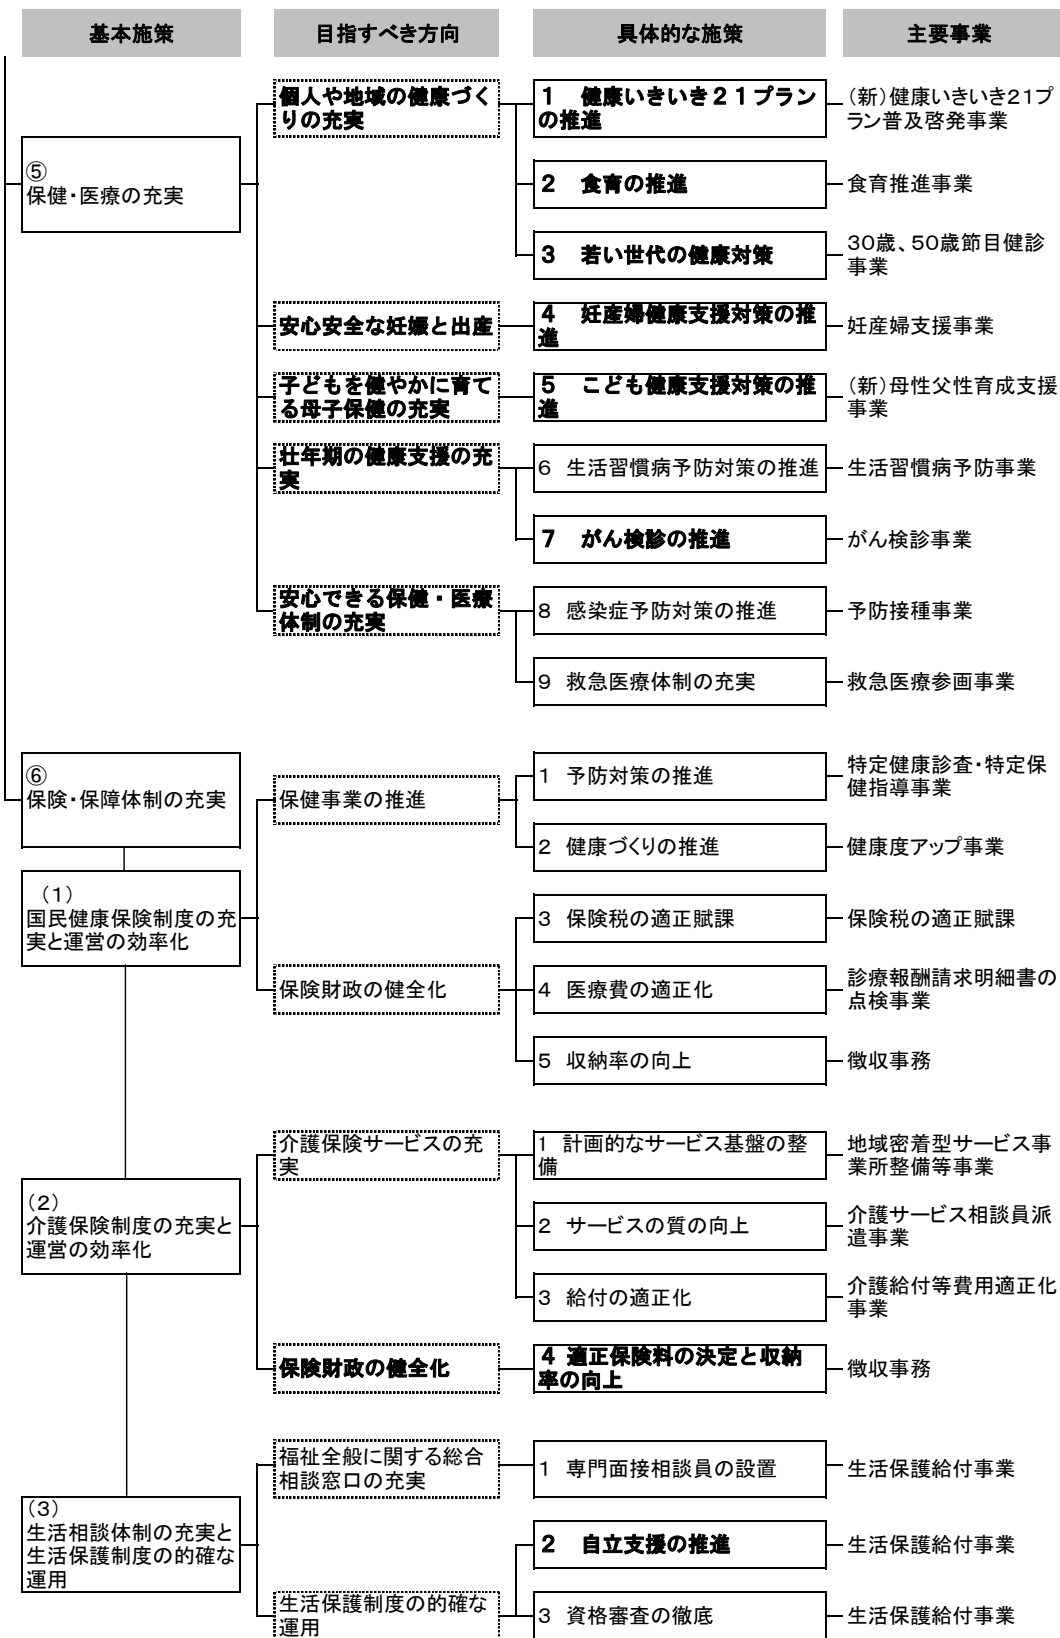 基本施策
目指すべき方向
具体的な施策
主要事業
⑤
保健・医療の充実
個人や地域の健康づく
りの充実
1　健康いきいき２１プラン
の推進
（新）健康いきいき21プ
ラン普及啓発事業
2　食育の推進
食育推進事業
3　若い世代の健康対策
30歳、50歳節目健診
事業
安心安全な妊娠と出産
4　妊産婦健康支援対策の推
進
妊産婦支援事業
子どもを健やかに育て
る母子保健の充実
5　こども健康支援対策の推
進
（新）母性父性育成支援
事業
壮年期の健康支援の充
実
6　生活習慣病予防対策の推進
生活習慣病予防事業
7　がん検診の推進
がん検診事業
安心できる保健・医療
体制の充実
8　感染症予防対策の推進
予防接種事業
9　救急医療体制の充実
救急医療参画事業
⑥
保険・保障体制の充実
（1）
国民健康保険制度の充
実と運営の効率化
保健事業の推進
1　予防対策の推進
特定健康診査・特定保
健指導事業
2　健康づくりの推進
健康度アップ事業
保険財政の健全化
3　保険税の適正賦課
保険税の適正賦課
4　医療費の適正化
診療報酬請求明細書の
点検事業
5　収納率の向上
徴収事務
（2）
介護保険制度の充実と
運営の効率化
介護保険サービスの充
実
1 計画的なサービス基盤の整
備
地域密着型サービス事
業所整備等事業
2　サービスの質の向上
介護サービス相談員派
遣事業
3　給付の適正化
介護給付等費用適正化
事業
保険財政の健全化
4 適正保険料の決定と収納
率の向上
徴収事務
（3）
生活相談体制の充実と
生活保護制度の的確な
運用
福祉全般に関する総合
相談窓口の充実
1　専門面接相談員の設置
生活保護給付事業
2　自立支援の推進
生活保護給付事業
生活保護制度の的確な
運用
3　資格審査の徹底
生活保護給付事業